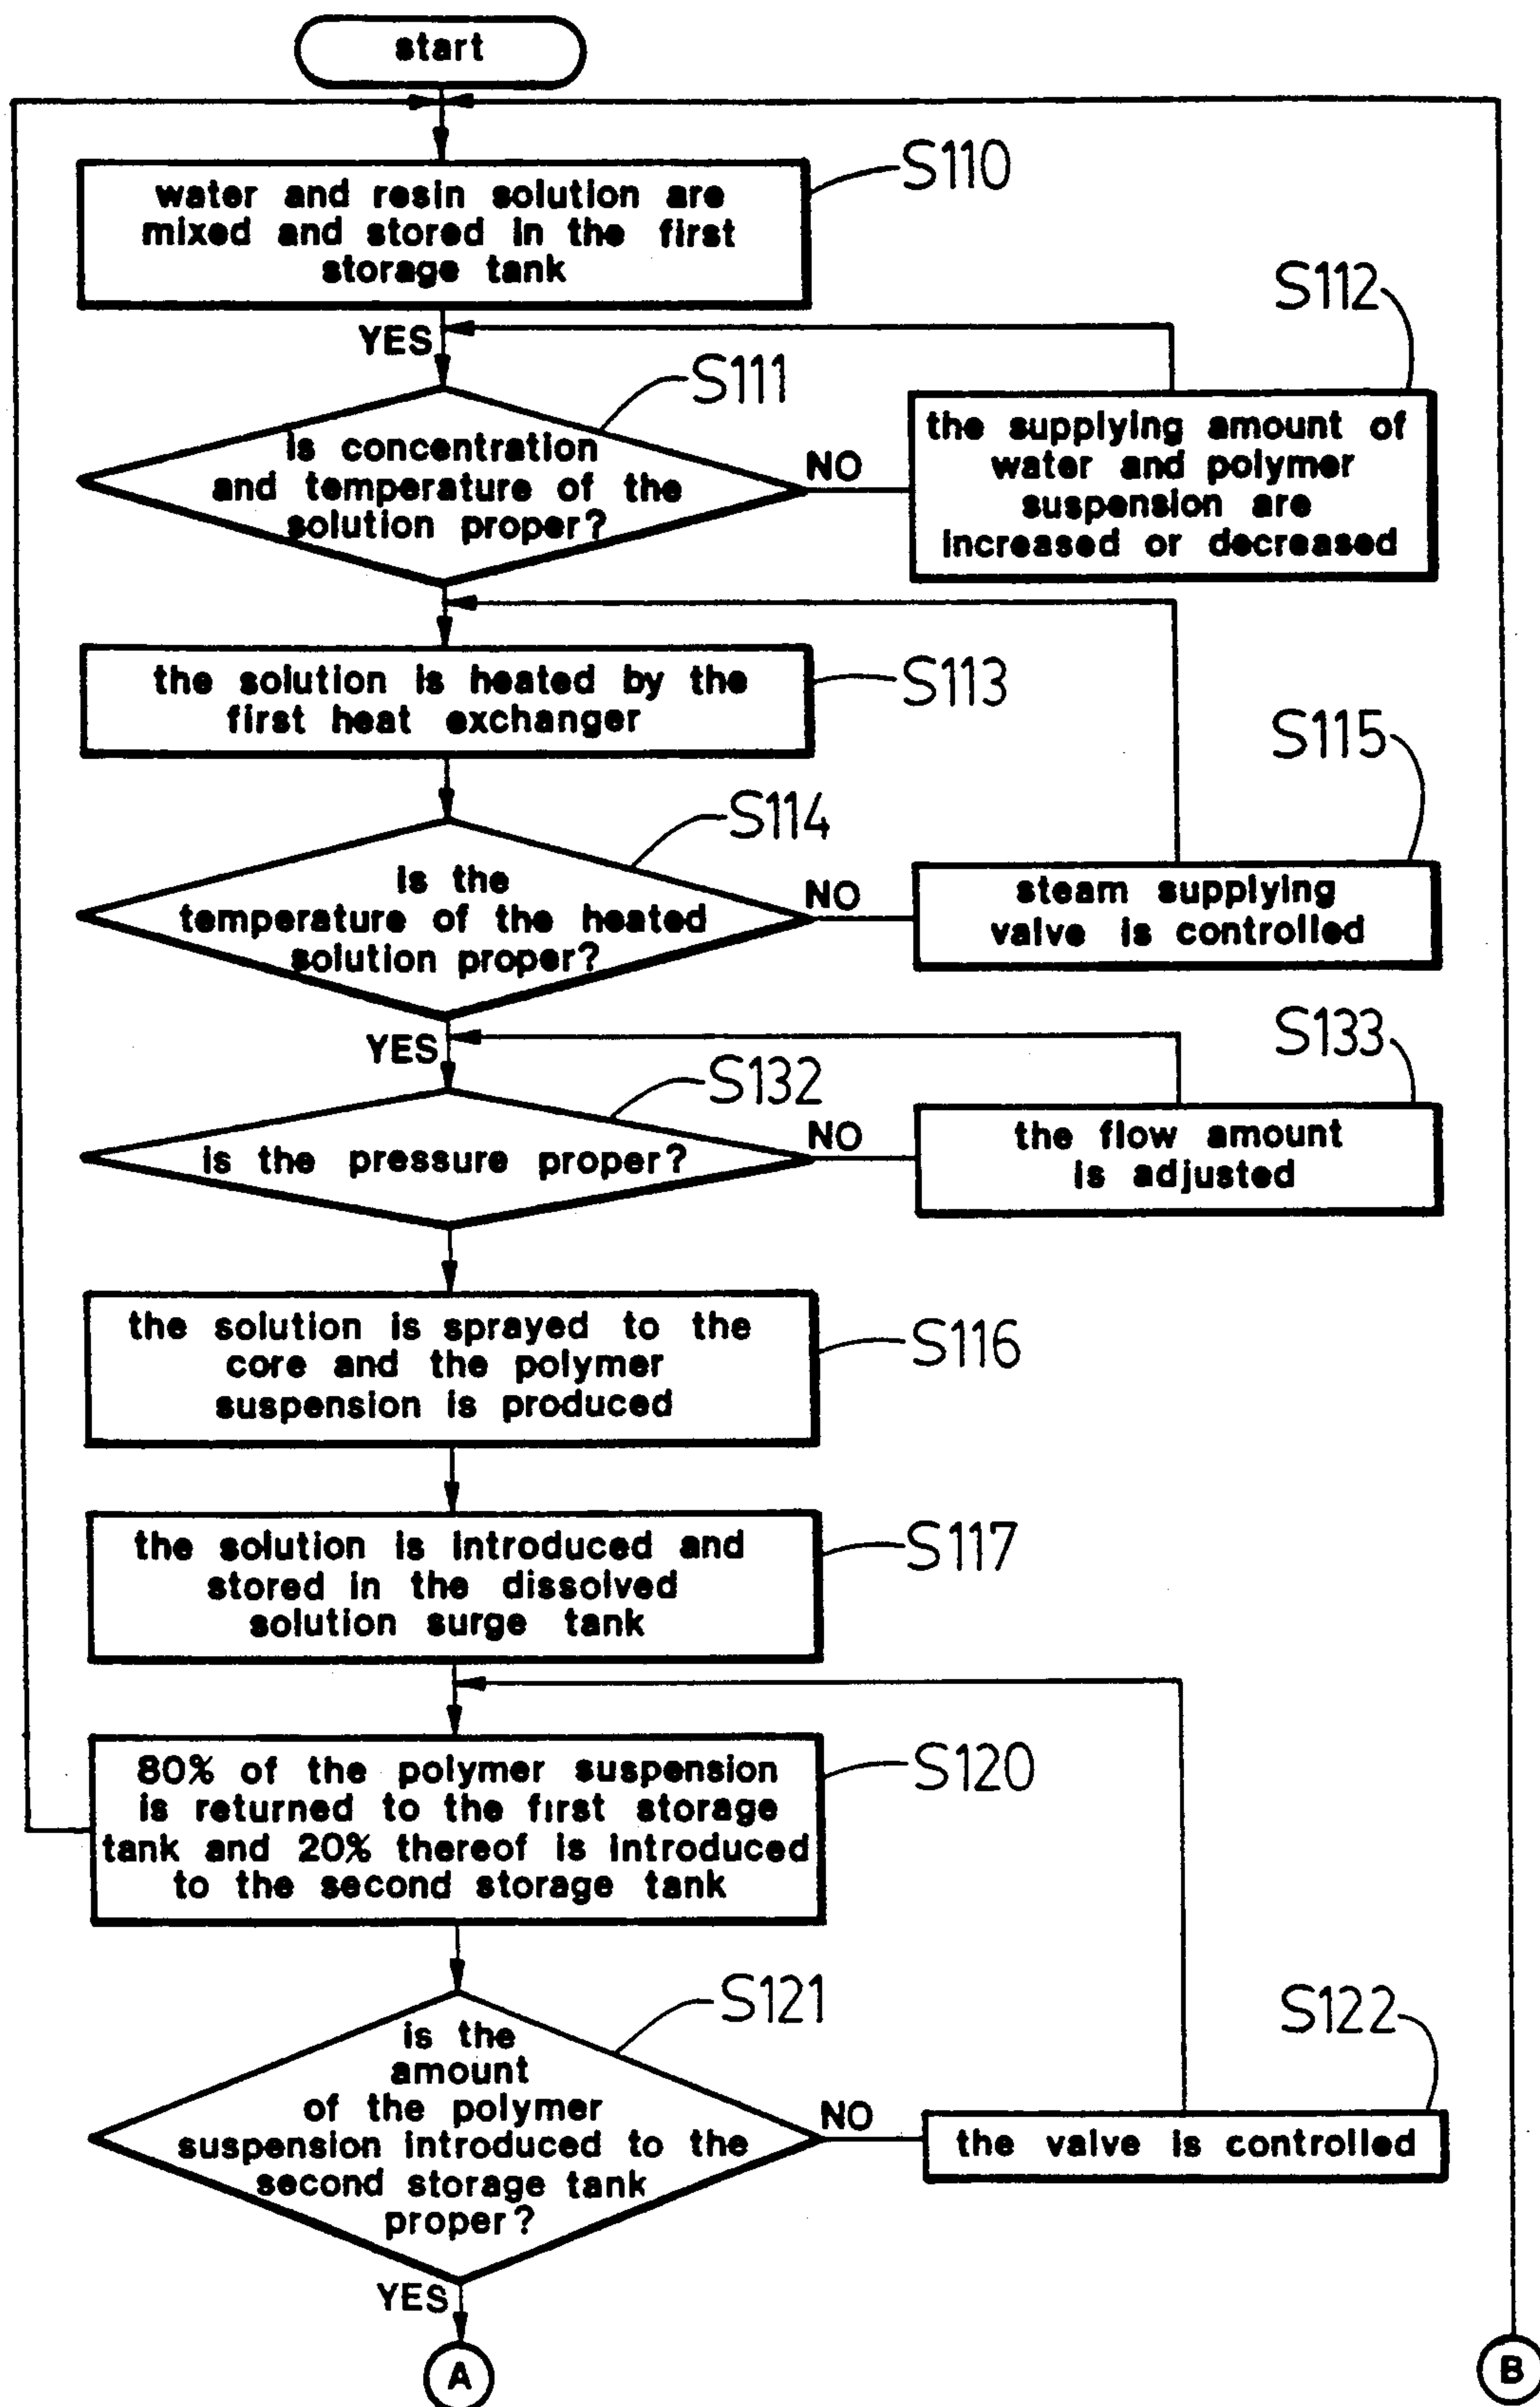 start
water and resin solution are
mixed and stored in the first
storage tank
S110
YES
S112
S111
is concentration
and temperature of the
solution proper?
NO
the supplying amount of
water and polymer
suspension are
increased or decreased
the solution is heated by the
first heat exchanger
S113
S115
S114
is the
temperature of the heated
solution proper?
NO
steam supplying
valve is controlled
YES
S133
S132
is the pressure proper?
NO
the flow amount
is adjusted
the solution is sprayed to the
core and the polymer
suspension is produced
S116
the solution is introduced and
stored in the dissolved
solution surge tank
S117
80% of the polymer suspension
is returned to the first storage
tank and 20% thereof is introduced
to the second storage tank
S120
S121
S122
is the
amount
of the polymer
suspension introduced to the
second storage tank
proper?
NO
the valve is controlled
YES
A
B